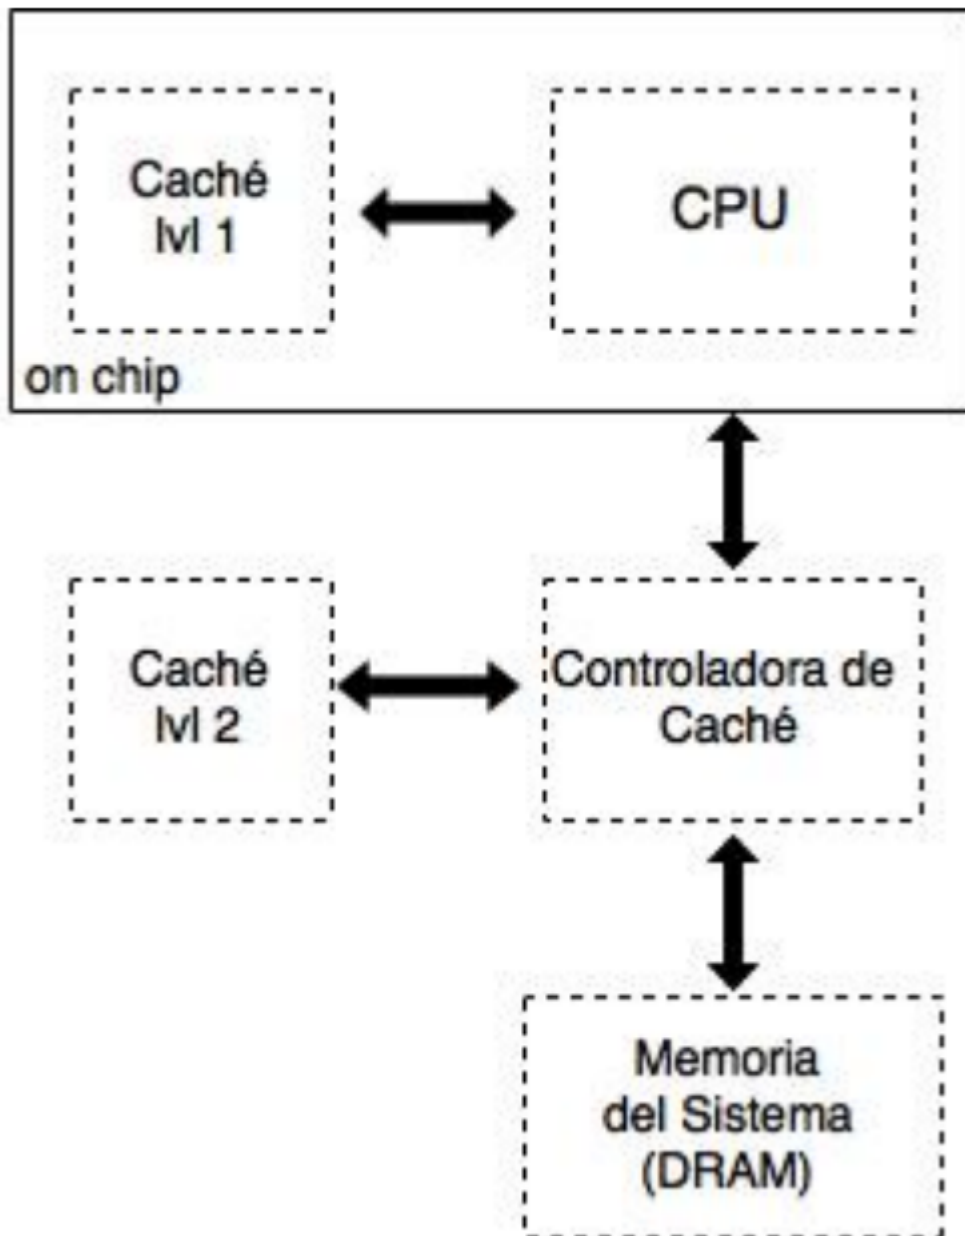 Caché
lvl 1
CPU
on chip
Caché
lvl 2
Controladora de
Caché
Memoria
del Sistema
(DRAM)